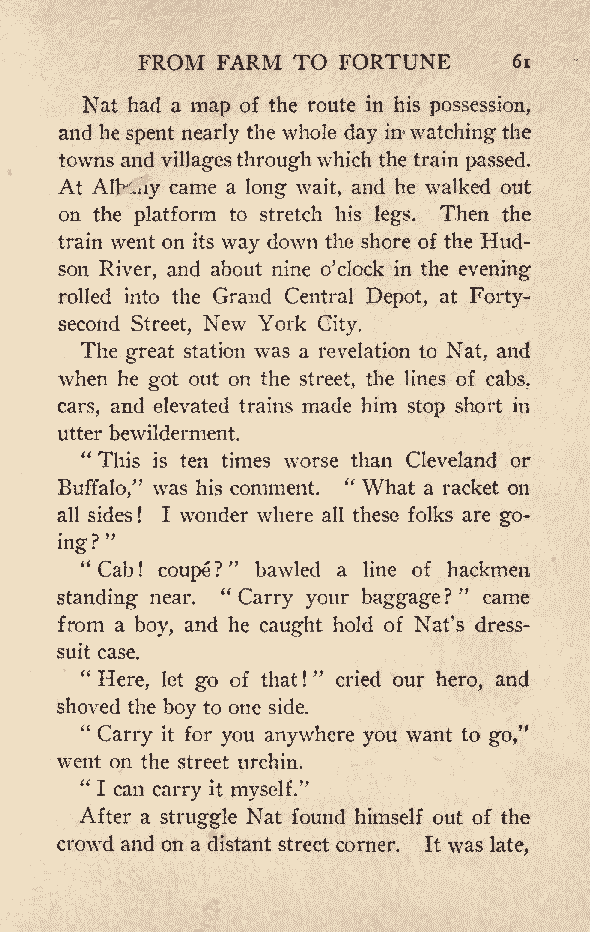 FROM FARM TO FORTUNE 61
Nat had a map of the route in his possession,
and he spent nearly the whole day in watching the
towns and villages through which the train passed.
At Albany came a long wait, and he walked out
on the platform to stretch his legs. Then the
train went on its way down the shore of the Hud-
son River, and about nine o'clock in the evening
rolled into the Grand Central Depot, at Forty-
second Street, New York City.
The great station was a revelation to Nat, and
when he got out on the street, the lines of cabs,
cars, and elevated trains made him stop short in
utter bewilderment.
" This is ten times worse than Cleveland or
Buffalo," was his comment. " What a racket on
all sides! I wonder where all these folks are go-
ing? "
" Cab! coupé? " bawled a line of hackmen
standing near. " Carry your baggage? " came
from a boy, and he caught hold of Nat's dress-
suit case.
" Here, let go of that! " cried our hero, and
shoved the boy to one side.
" Carry it for you anywhere you want to go,"
went on the street urchin.
" I can carry it myself."
After a struggle Nat found himself out of the
crowd and on a distant street corner. It was late,